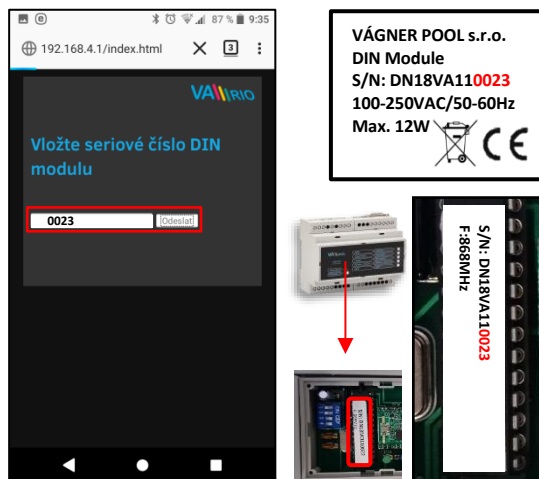 87 % 9:35
192.168.4.1/index.html
3
VA RIO
Vložte seriové číslo DIN
modulu
0023
Odeslat
VÁGNER POOL s.r.o.
DIN Module
S/N: DN18VA110023
100-250VAC/50-60Hz
Max. 12W
CE
S/N: DN18VA110023
F:868MHz